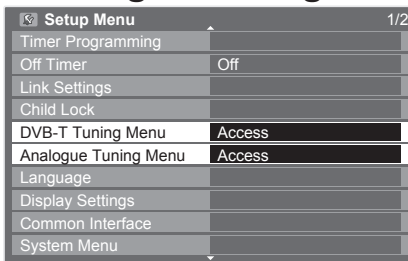 Setup Menu 1/2
Timer Programming
Off Timer Off
Link Settings
Child Lock
DVB-T Tuning Menu Access
Analogue Tuning Menu Access
Language
Display Settings
Common Interface
System Menu